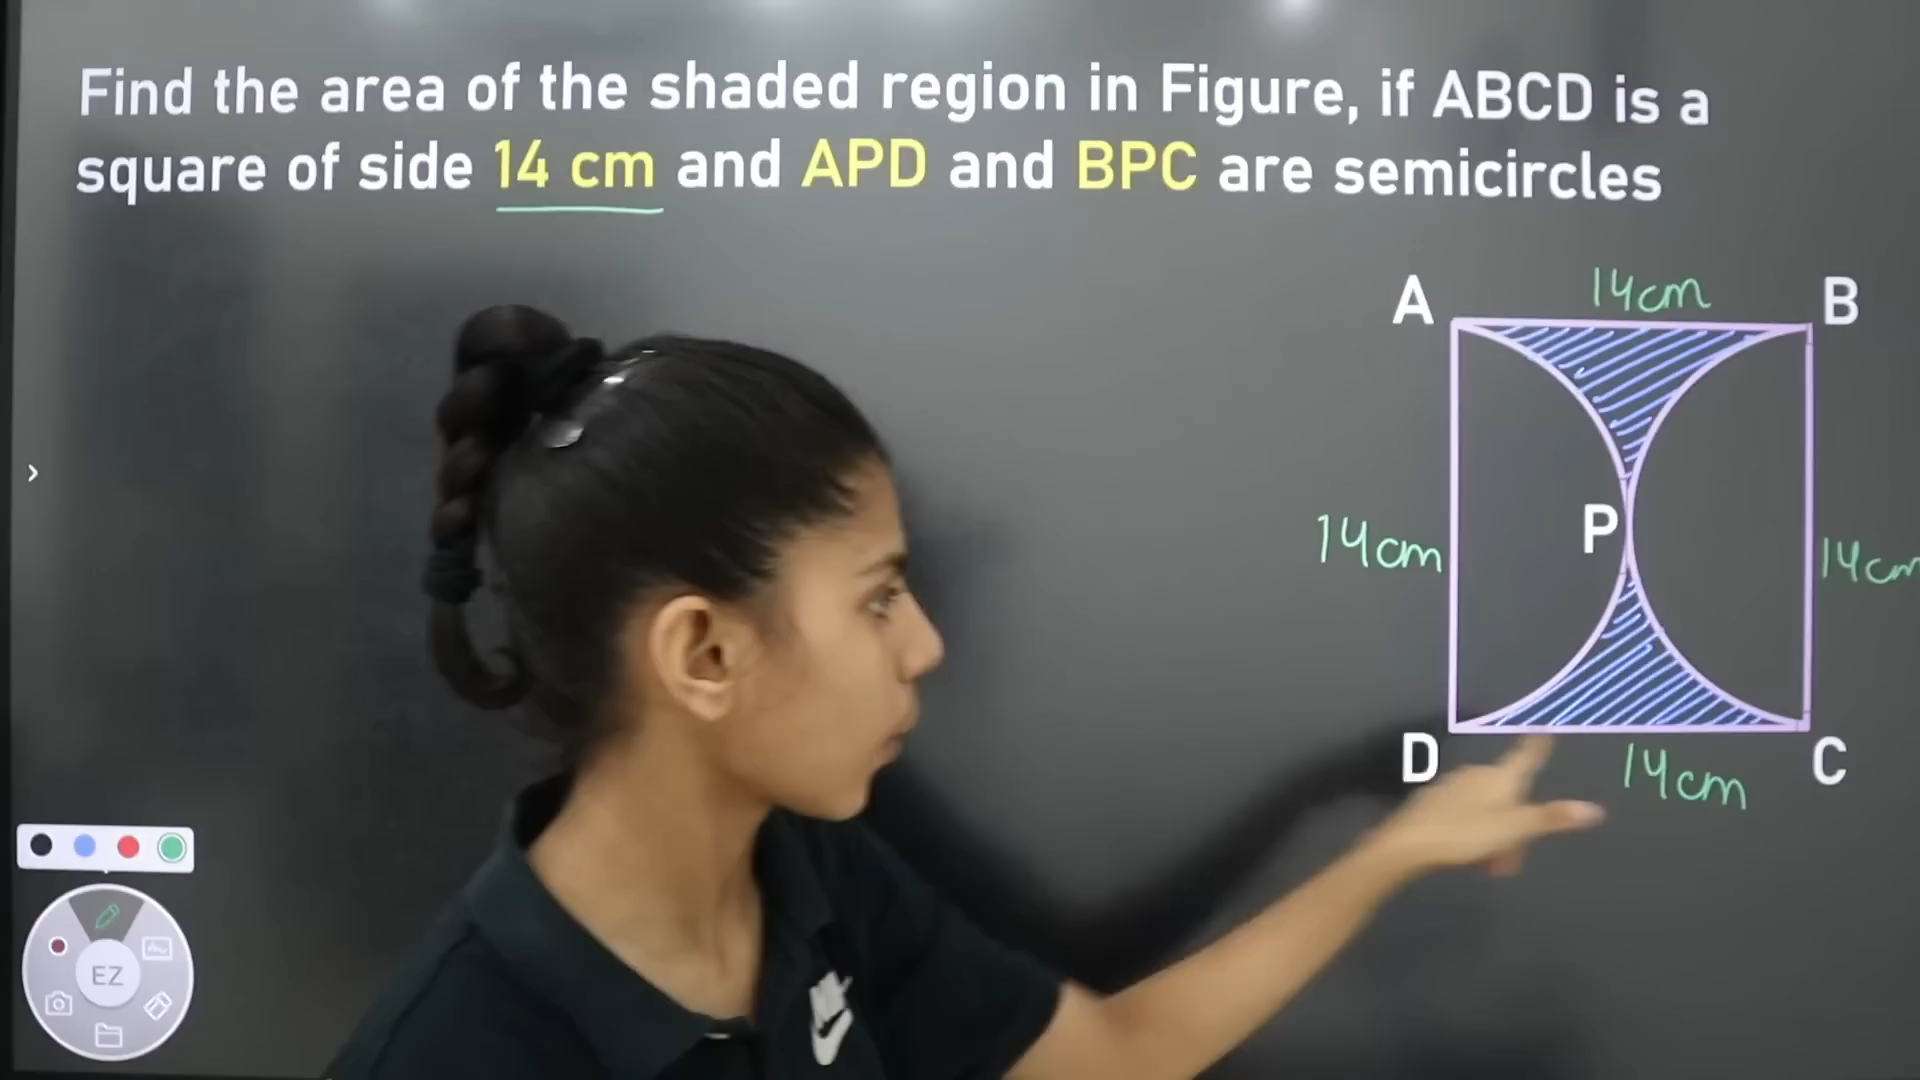 Find the area of the shaded region in Figure, if ABCD is a
square of side 14 cm and APD and BPC are semicircles
14cm
A
B
P
14cm
14cm
D
C
14cm
EZ